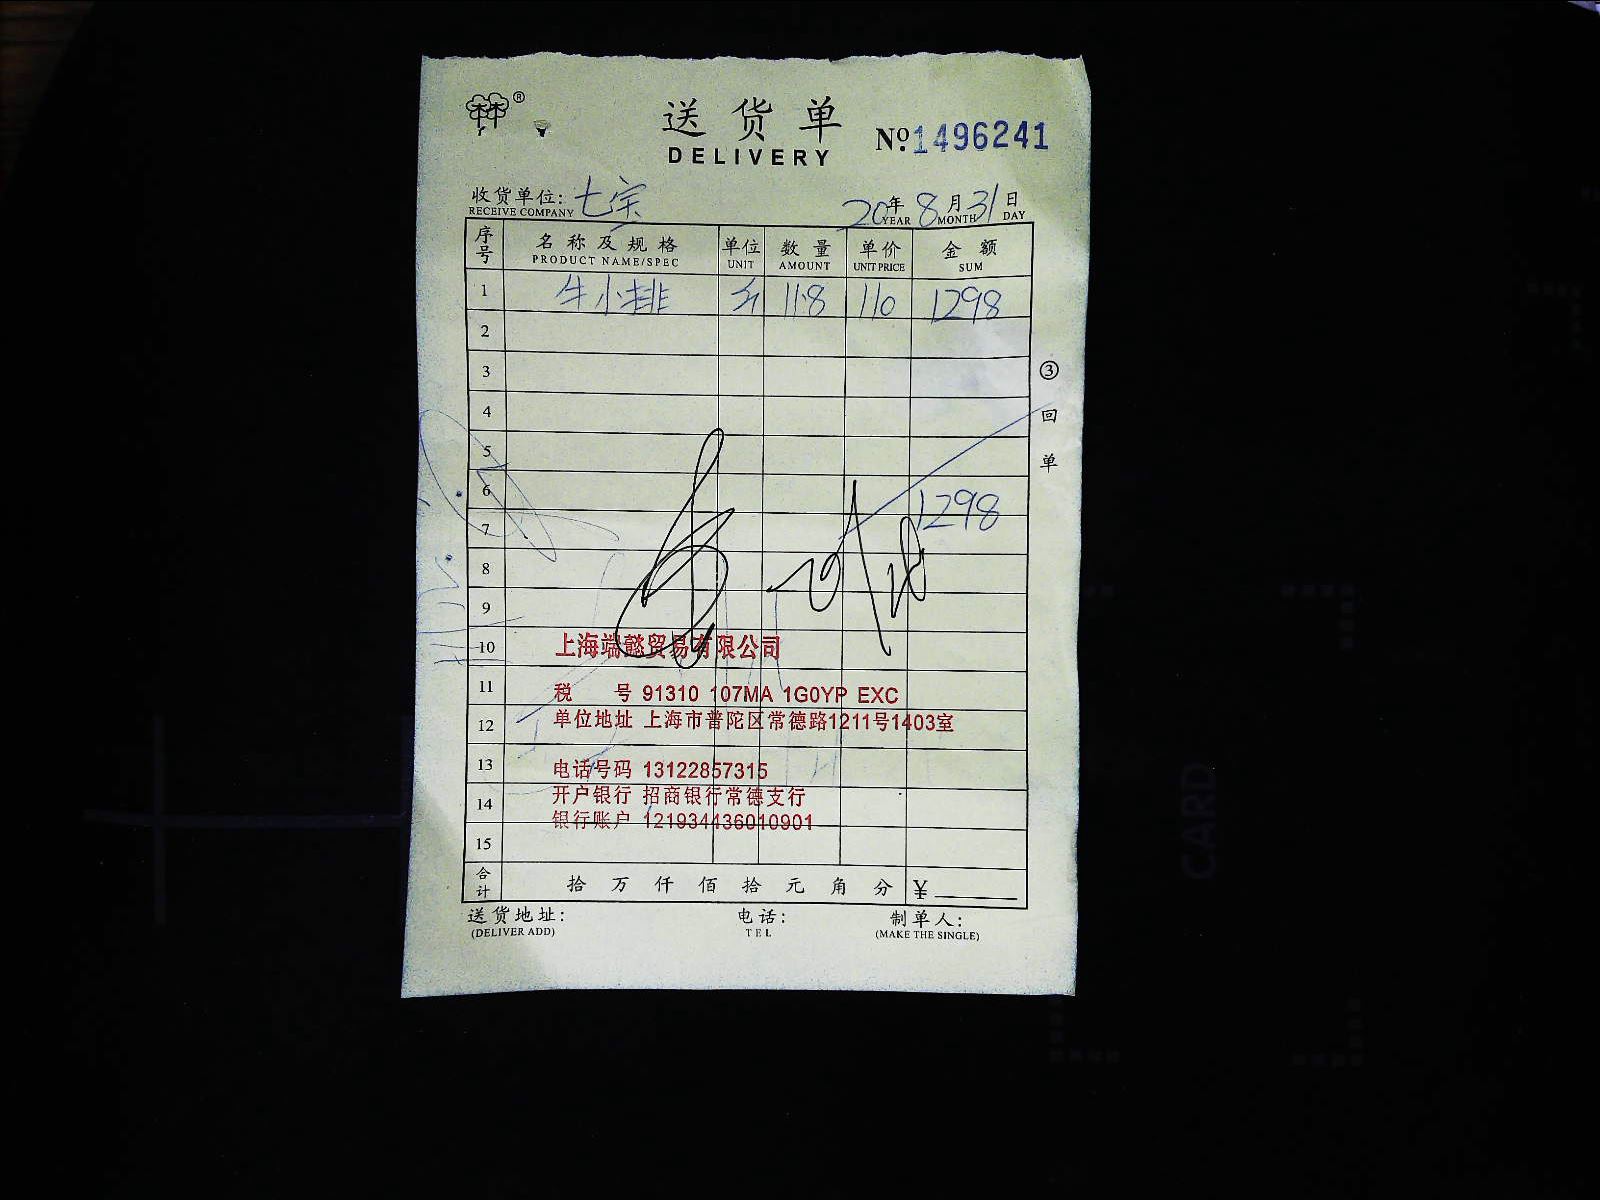 ®
送货单
DELIVERY
№ 1496241
收货单位: 七宝
RECEIVE COMPANY
20年8月31日
YEAR MONTH DAY
序号 名称及规格 单位 数量 单价 金额
PRODUCT NAME/SPEC UNIT AMOUNT UNIT PRICE SUM
1 牛小排 斤 11.8 110 1298
2
3
4
5
6
1298
7
8
9
10
11
12
13
14
15
③回单
上海端懿贸易有限公司
税 号 91310 107MA 1G0YP EXC
单位地址 上海市普陀区常德路1211号1403室
电话号码 13122857315
开户银行 招商银行常德支行
银行账户 121934436010901
合计 拾 万 仟 佰 拾 元 角 分 ¥
送货地址: 电话: 制单人:
(DELIVER ADD) TEL (MAKE THE SINGLE)
CARD